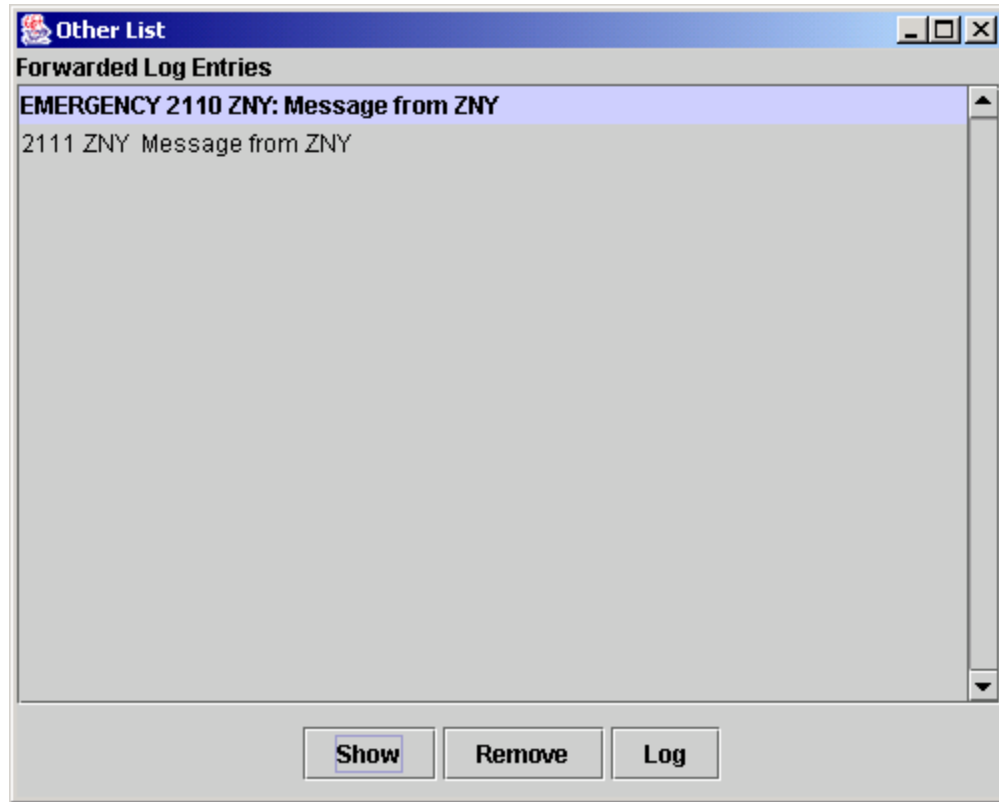 Other List
Forwarded Log Entries
EMERGENCY 2110 ZNY: Message from ZNY
2111 ZNY Message from ZNY
Show Remove Log